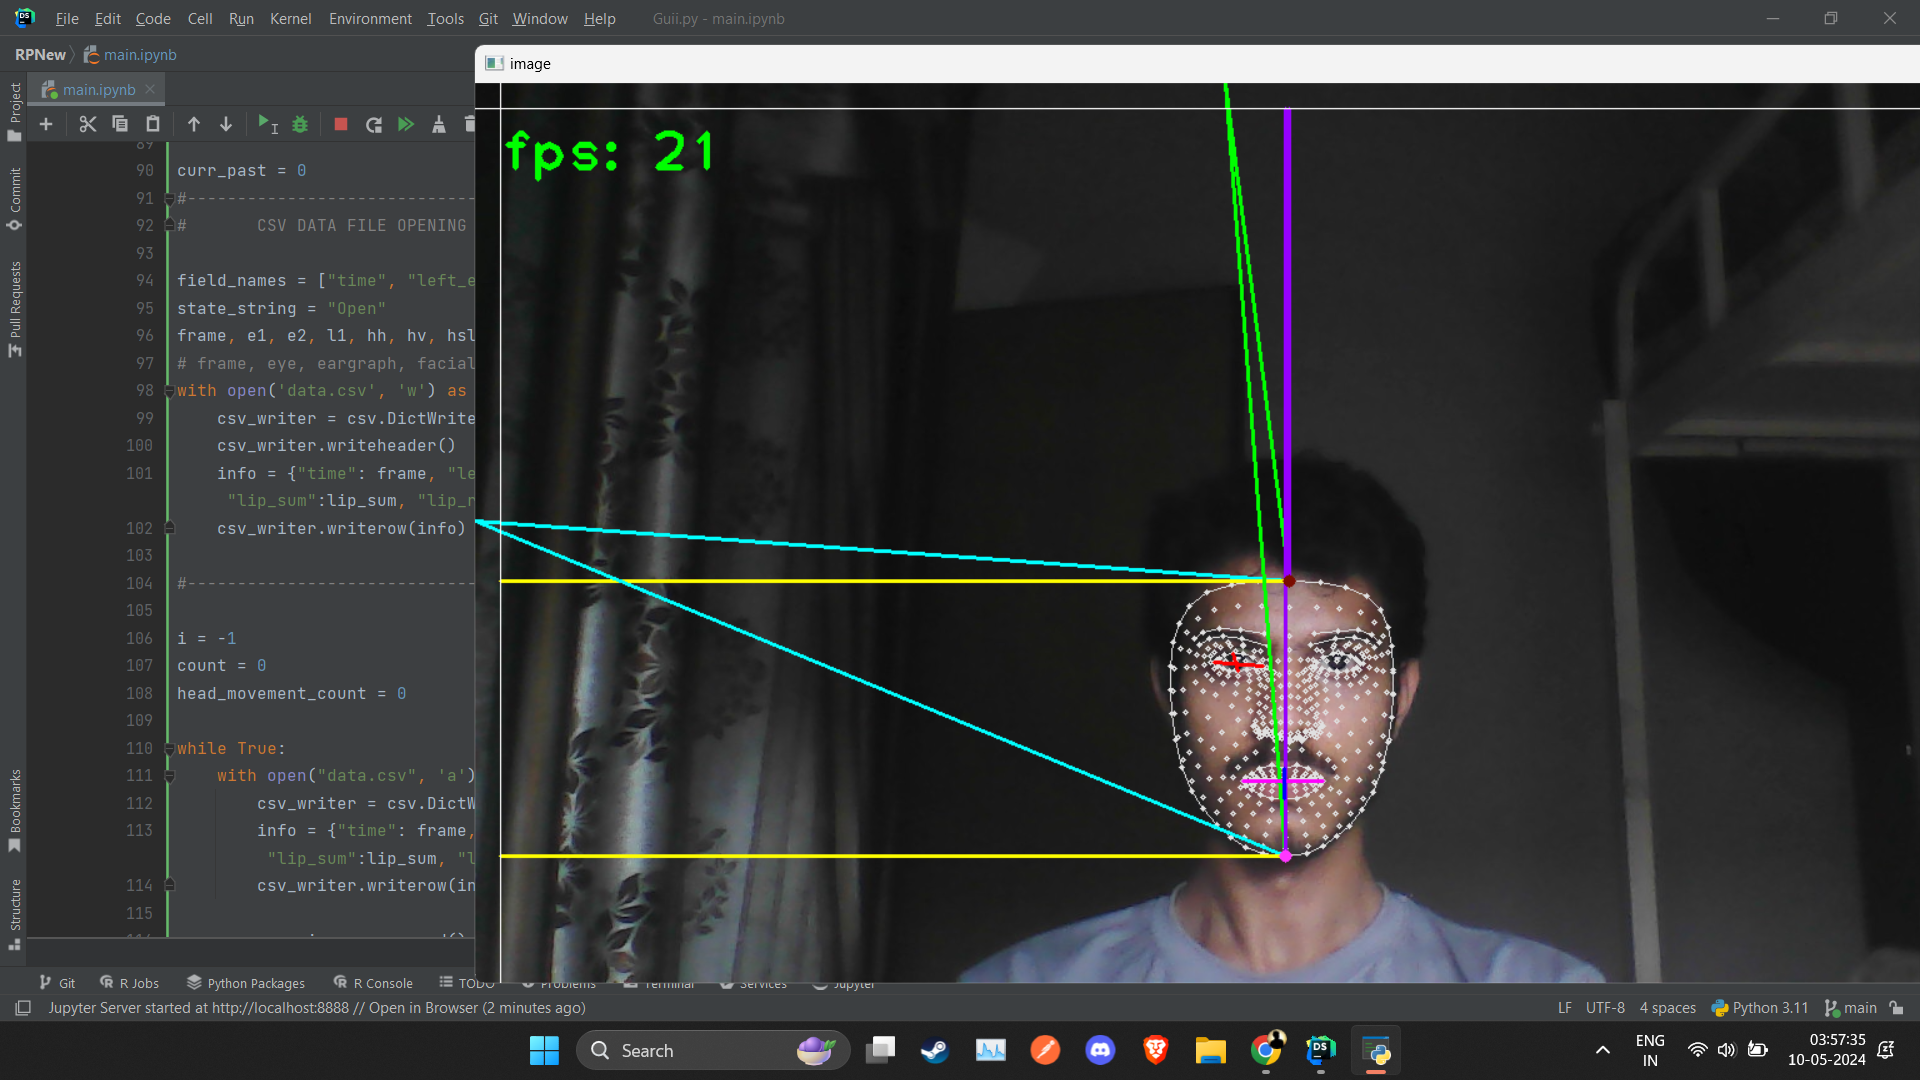 File Edit Code Cell Run Kernel Environment Tools Git Window Help Guii.py - main.ipynb
RPNew main.ipynb
image
main.ipynb
Project
Commit
Pull Requests
Bookmarks
Structure
fps: 21
89
90 curr_past = 0
91 #-----------------------------
92 # CSV DATA FILE OPENING
93
94 field_names = ["time", "left_e
95 state_string = "Open"
96 frame, e1, e2, l1, hh, hv, hsl
97 # frame, eye, eargraph, facial
98 with open('data.csv', 'w') as
99 csv_writer = csv.DictWrite
100 csv_writer.writeheader()
101 info = {"time": frame, "le
"lip_sum":lip_sum, "lip_r
102 csv_writer.writerow(info)
103
104 #-----------------------------
105
106 i = -1
107 count = 0
108 head_movement_count = 0
109
110 while True:
111 with open("data.csv", 'a')
112 csv_writer = csv.DictW
113 info = {"time": frame,
"lip_sum":lip_sum, "l
114 csv_writer.writerow(in
115
Git R Jobs Python Packages R Console TODO Problems Terminal Services Jupyter
Jupyter Server started at http://localhost:8888 // Open in Browser (2 minutes ago) LF UTF-8 4 spaces Python 3.11 main
Search
DS
ENG
IN
03:57:35
10-05-2024